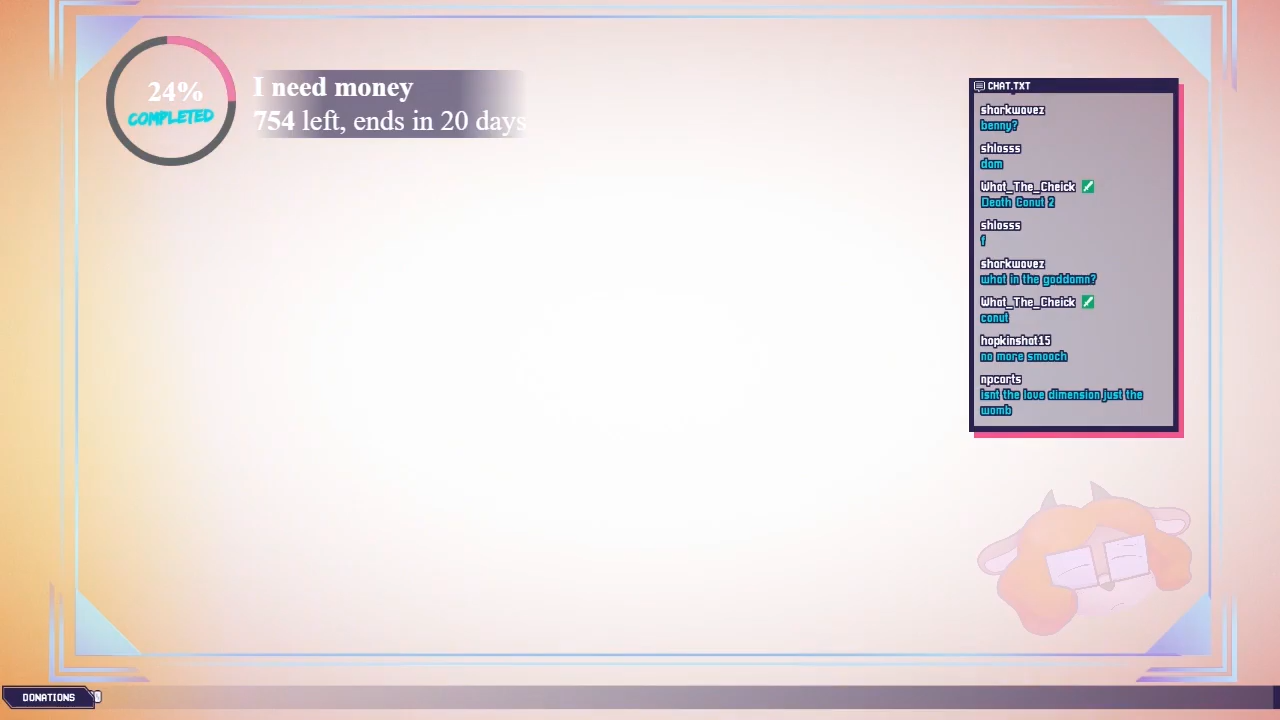 24%
COMPLETED
I need money
754 left, ends in 20 days
CHAT.TXT
sharkwavez
benny?
shlosss
dam
What_The_Cheick
Death Conut 2
shlosss
f
sharkwavez
what in the goddamn?
What_The_Cheick
conut
hopkinshat15
no more smooch
npcarts
isnt the love dimension just the
womb
DONATIONS